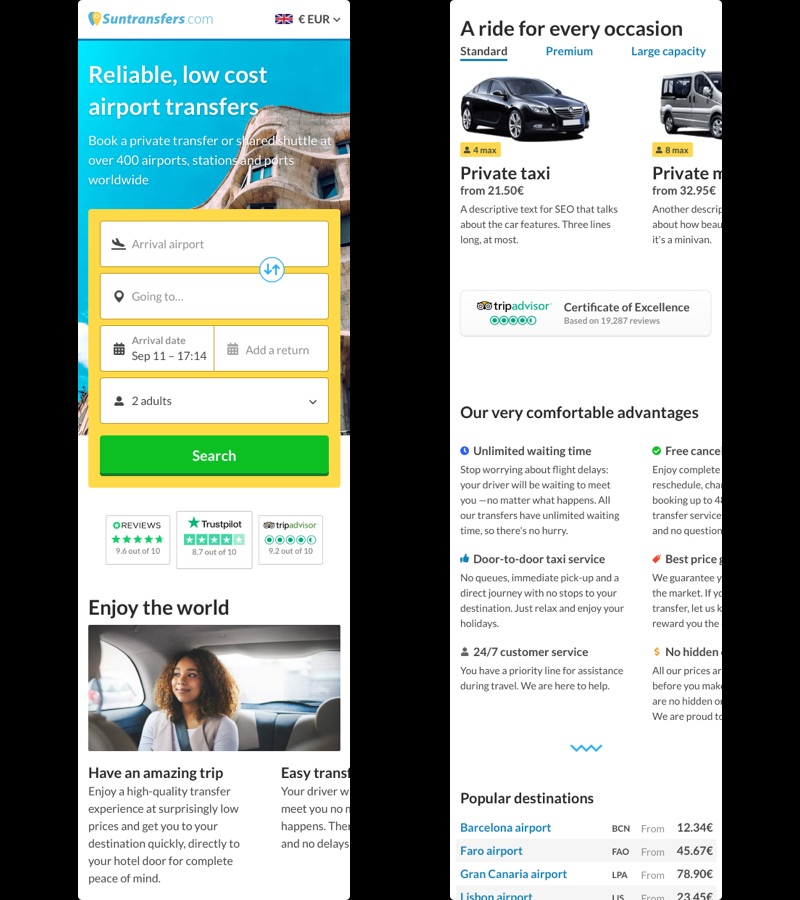 Suntransfers.com
€ EUR
Reliable, low cost
airport transfers
Book a private transfer or shared shuttle at
over 400 airports, stations and ports
worldwide
Arrival airport
Going to...
Arrival date
Sep 11 – 17:14
Add a return
2 adults
Search
REVIEWS
9.6 out of 10
Trustpilot
8.7 out of 10
tripadvisor
9.2 out of 10
Enjoy the world
Have an amazing trip
Enjoy a high-quality transfer
experience at surprisingly low
prices and get you to your
destination quickly, directly to
your hotel door for complete
peace of mind.
Easy transf
Your driver w
meet you no m
happens. Ther
and no delays
A ride for every occasion
Standard
Premium
Large capacity
4 max
Private taxi
from 21.50€
A descriptive text for SEO that talks
about the car features. Three lines
long, at most.
8 max
Private m
from 32.95€
Another descrip
about how beau
it's a minivan.
tripadvisor
Certificate of Excellence
Based on 19,287 reviews
Our very comfortable advantages
Unlimited waiting time
Stop worrying about flight delays:
your driver will be waiting to meet
you —no matter what happens. All
our transfers have unlimited waiting
time, so there's no hurry.
Free cance
Enjoy complete
reschedule, cha
booking up to 48
transfer service
and no question
Door-to-door taxi service
No queues, immediate pick-up and a
direct journey with no stops to your
destination. Just relax and enjoy your
holidays.
Best price g
We guarantee y
the market. If yo
transfer, let us k
reward you the
24/7 customer service
You have a priority line for assistance
during travel. We are here to help.
No hidden
All our prices ar
before you make
are no hidden or
We are proud to
Popular destinations
Barcelona airport BCN From 12.34€
Faro airport FAO From 45.67€
Gran Canaria airport LPA From 78.90€
Lisbon airport LIS From 23.45€